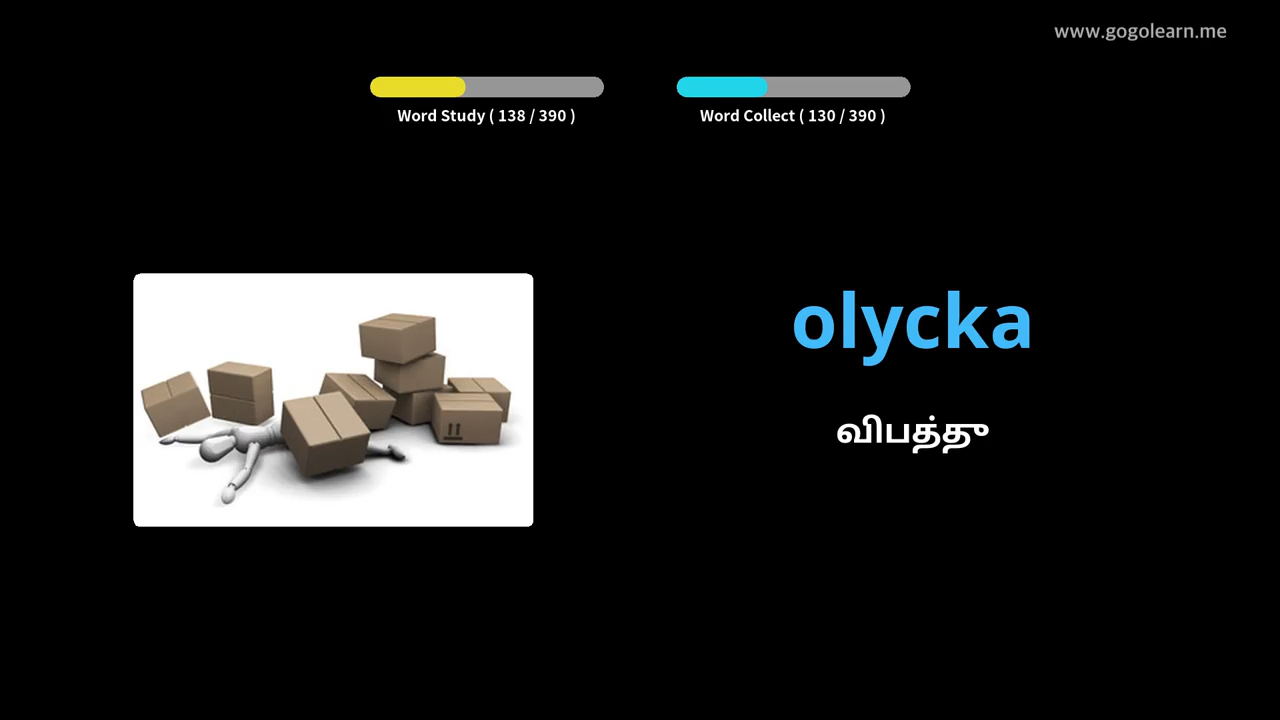 www.gogolearn.me
Word Study ( 138 / 390 )
Word Collect ( 130 / 390 )
olycka
விபத்து